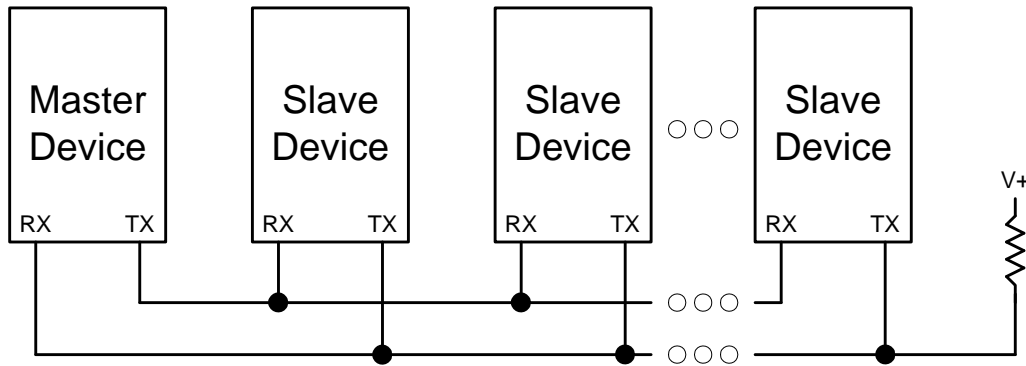 Master
Device
Slave
Device
Slave
Device
Slave
Device
V+
RX TX
RX TX
RX TX
RX TX